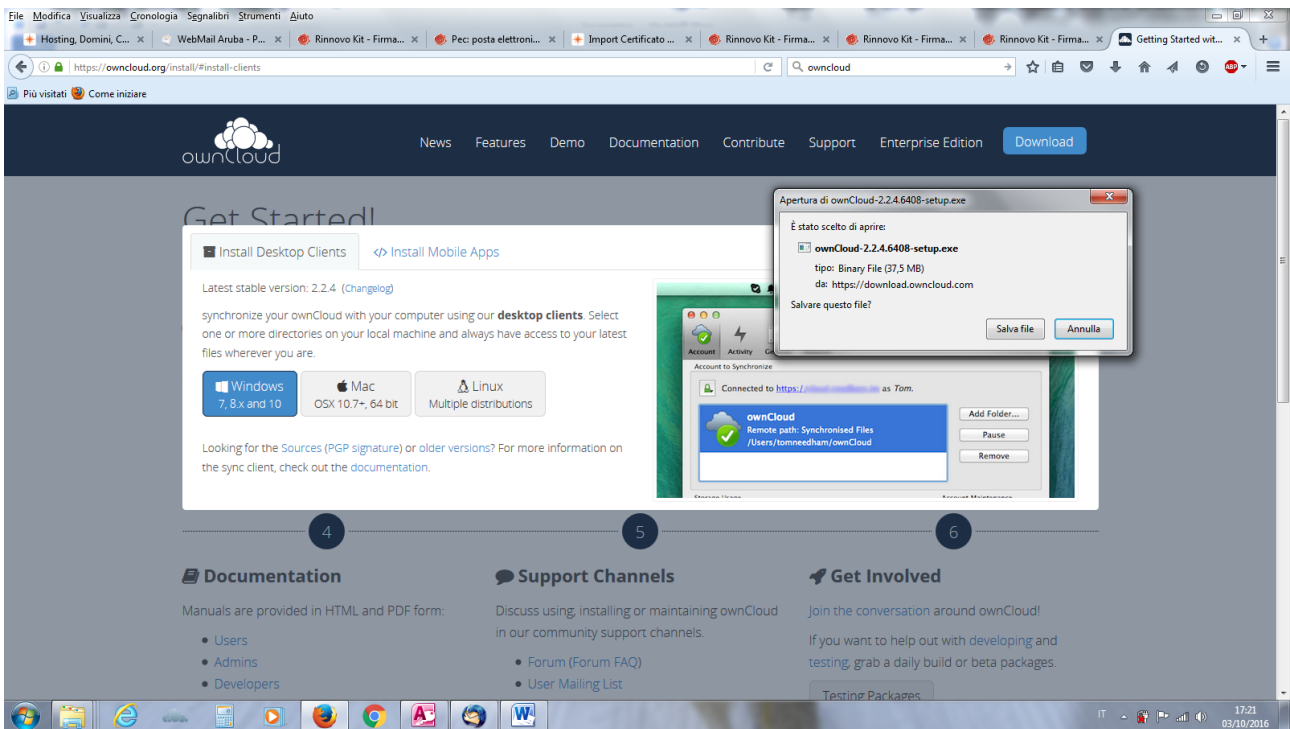 File Modifica Visualizza Cronologia Segnalibri Strumenti Aiuto
Hosting, Domini, C... WebMail Aruba - P... Rinnovo Kit - Firma... Pec: posta elettroni... Import Certificato ... Rinnovo Kit - Firma... Rinnovo Kit - Firma... Rinnovo Kit - Firma... Getting Started wit...
https://owncloud.org/install/#install-clients owncloud ABP
Più visitati Come iniziare
ownCloud News Features Demo Documentation Contribute Support Enterprise Edition Download
Get Started!
Install Desktop Clients </> Install Mobile Apps
Latest stable version: 2.2.4 (Changelog)
synchronize your ownCloud with your computer using our desktop clients. Select
one or more directories on your local machine and always have access to your latest
files wherever you are.
Windows
7, 8.x and 10
Mac
OSX 10.7+, 64 bit
Linux
Multiple distributions
Looking for the Sources (PGP signature) or older versions? For more information on
the sync client, check out the documentation.
Apertura di ownCloud-2.2.4.6408-setup.exe
È stato scelto di aprire:
ownCloud-2.2.4.6408-setup.exe
tipo: Binary File (37,5 MB)
da: https://download.owncloud.com
Salvare questo file?
Salva file Annulla
Account Activity
Account to Synchronize
Connected to https:/ as Tom.
ownCloud
Remote path: Synchronised Files
/Users/tomneedham/ownCloud
Add Folder...
Pause
Remove
Storage Usage Account Maintenance
4
Documentation
Manuals are provided in HTML and PDF form:
• Users
• Admins
• Developers
5
Support Channels
Discuss using, installing or maintaining ownCloud
in our community support channels.
• Forum (Forum FAQ)
• User Mailing List
6
Get Involved
Join the conversation around ownCloud!
If you want to help out with developing and
testing, grab a daily build or beta packages.
Testing Packages
IT 17:21
03/10/2016